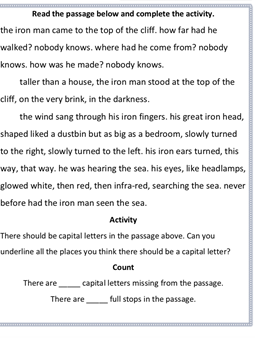 Read the passage below and complete the activity.
the iron man came to the top of the cliff. how far had he
walked? nobody knows. where had he come from? nobody
knows. how was he made? nobody knows.
taller than a house, the iron man stood at the top of the
cliff, on the very brink, in the darkness.
the wind sang through his iron fingers. his great iron head,
shaped liked a dustbin but as big as a bedroom, slowly turned
to the right, slowly turned to the left. his iron ears turned, this
way, that way. he was hearing the sea. his eyes, like headlamps,
glowed white, then red, then infra-red, searching the sea. never
before had the iron man seen the sea.
Activity
There should be capital letters in the passage above. Can you
underline all the places you think there should be a capital letter?
Count
There are _____ capital letters missing from the passage.
There are _____ full stops in the passage.